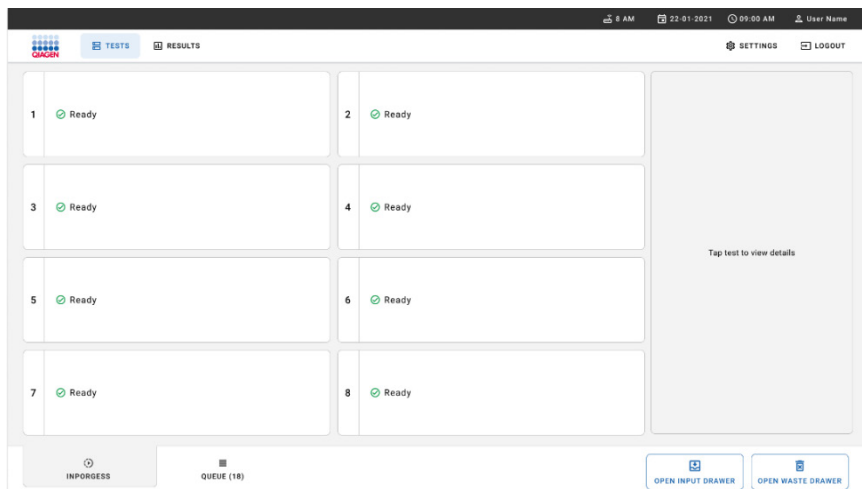 8 AM 22-01-2021 09:00 AM User Name
QIAGEN TESTS RESULTS SETTINGS LOGOUT
1 Ready 2 Ready
3 Ready 4 Ready
Tap test to view details
5 Ready 6 Ready
7 Ready 8 Ready
INPORGESS QUEUE (18) OPEN INPUT DRAWER OPEN WASTE DRAWER